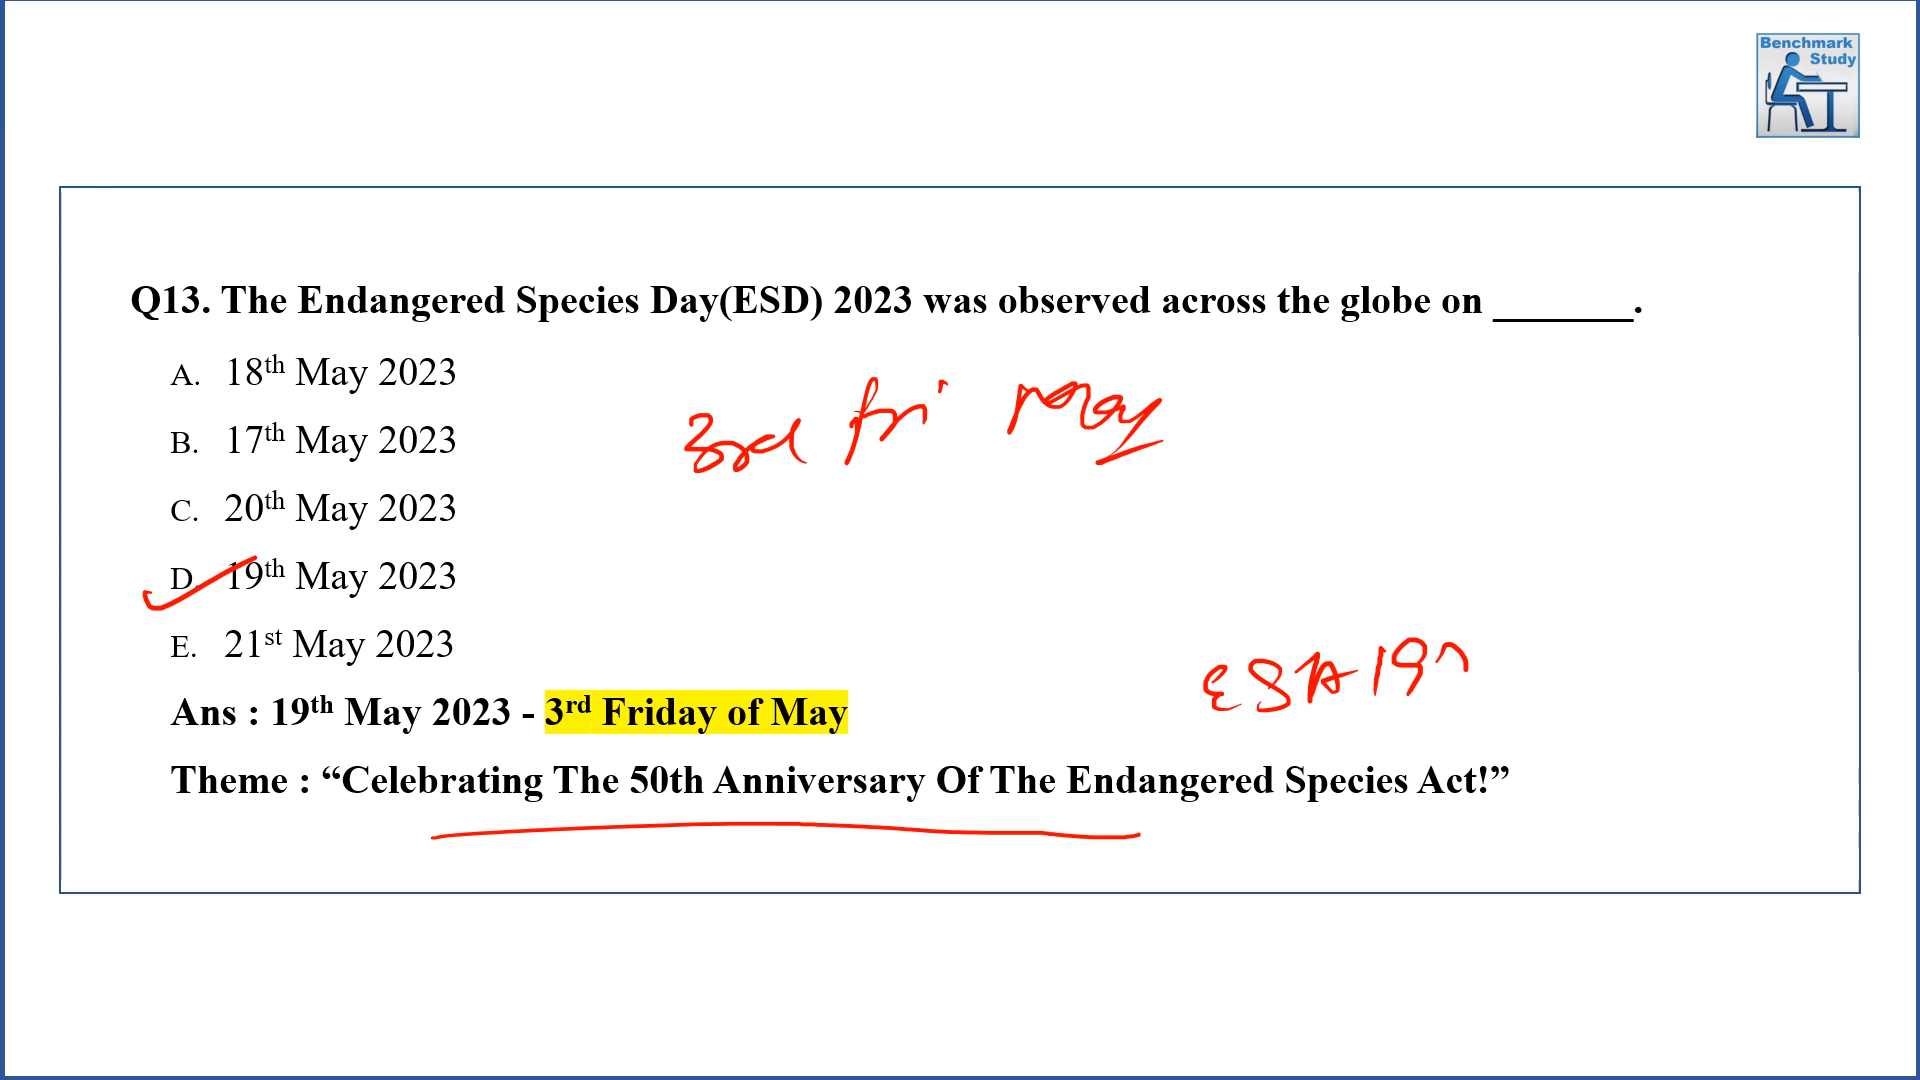 Benchmark
Study
Q13. The Endangered Species Day(ESD) 2023 was observed across the globe on _______.
A. 18th May 2023
B. 17th May 2023
3rd fri May
C. 20th May 2023
D. 19th May 2023
E. 21st May 2023
ESA
Ans : 19th May 2023 - 3rd Friday of May
Theme : “Celebrating The 50th Anniversary Of The Endangered Species Act!”